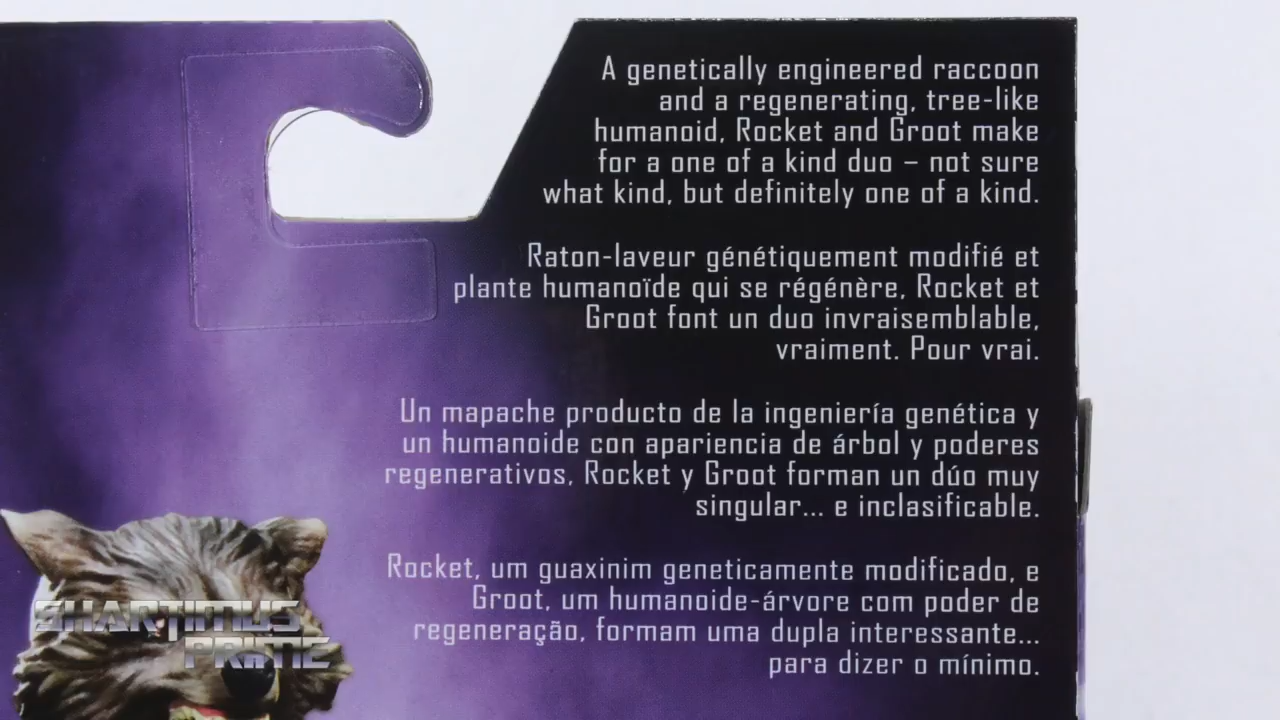 A genetically engineered raccoon
and a regenerating, tree-like
humanoid, Rocket and Groot make
for a one of a kind duo – not sure
what kind, but definitely one of a kind.
Raton-laveur génétiquement modifié et
plante humanoïde qui se régénère, Rocket et
Groot font un duo invraisemblable,
vraiment. Pour vrai.
Un mapache producto de la ingeniería genética y
un humanoide con apariencia de árbol y poderes
regenerativos, Rocket y Groot forman un dúo muy
singular... e inclasificable.
Rocket, um guaxinim geneticamente modificado, e
Groot, um humanoide-árvore com poder de
regeneração, formam uma dupla interessante...
para dizer o mínimo.
SHARTIMUS
PRIME